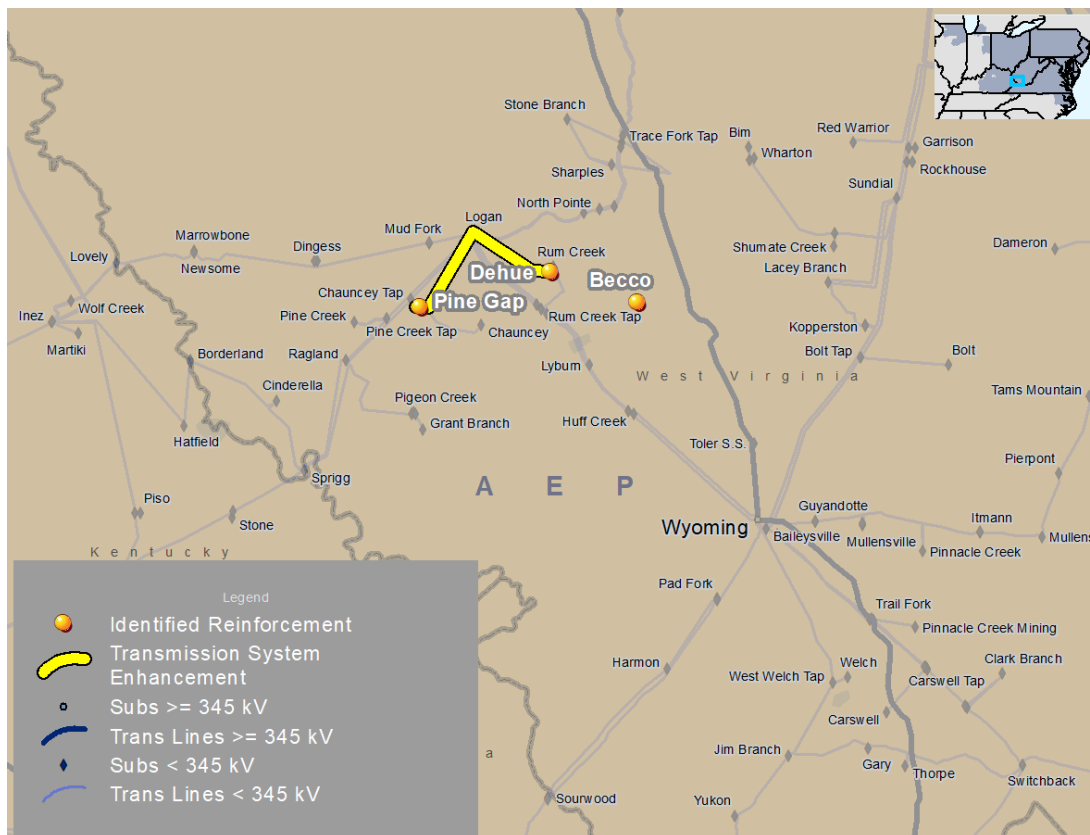 Stone Branch
Trace Fork Tap
Bim
Red Warrior
Garrison
Wharton
Rockhouse
Sharples
Sundial
North Pointe
Logan
Mud Fork
Marrowbone
Dingess
Rum Creek
Shumate Creek
Dameron
Lovely
Newsome
Dehue
Becco
Lacey Branch
Chauncey Tap
Pine Gap
Wolf Creek
Inez
Pine Creek
Rum Creek Tap
Kopperston
Pine Creek Tap
Chauncey
Martiki
Borderland
Ragland
Lyburn
Bolt Tap
Bolt
West Virginia
Cinderella
Pigeon Creek
Tams Mountain
Hatfield
Grant Branch
Huff Creek
Toler S.S.
Pierpont
Sprigg
A E P
Piso
Stone
Wyoming
Guyandotte
Itmann
Baileysville
Mullensville
Mullens
Pinnacle Creek
Kentucky
Pad Fork
Trail Fork
Pinnacle Creek Mining
Harmon
West Welch Tap
Welch
Clark Branch
Carswell Tap
Carswell
Jim Branch
Gary
Thorpe
Switchback
Sourwood
Yukon
a
Legend
Identified Reinforcement
Transmission System
Enhancement
Subs >= 345 kV
Trans Lines >= 345 kV
Subs < 345 kV
Trans Lines < 345 kV